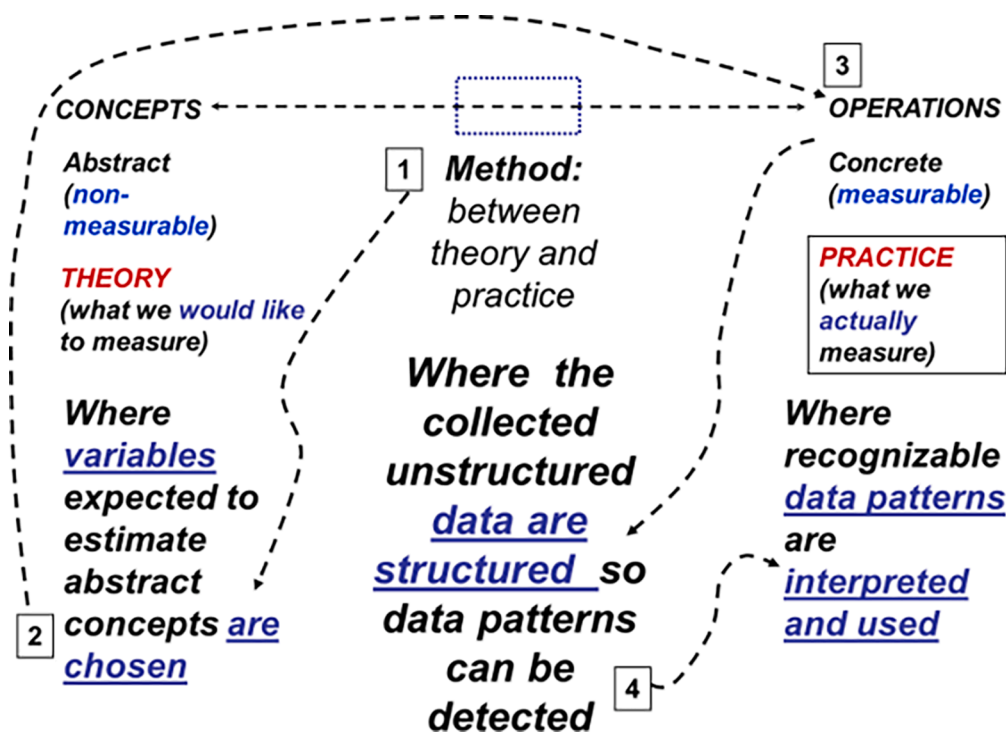 3
CONCEPTS
OPERATIONS
Abstract
(non-
measurable)
THEORY
(what we would like
to measure)
Where
variables
expected to
estimate
abstract
concepts are
chosen
2
1
Method:
between
theory and
practice
Where the
collected
unstructured
data are
structured so
data patterns
can be
detected
4
Concrete
(measurable)
PRACTICE
(what we
actually
measure)
Where
recognizable
data patterns
are
interpreted
and used